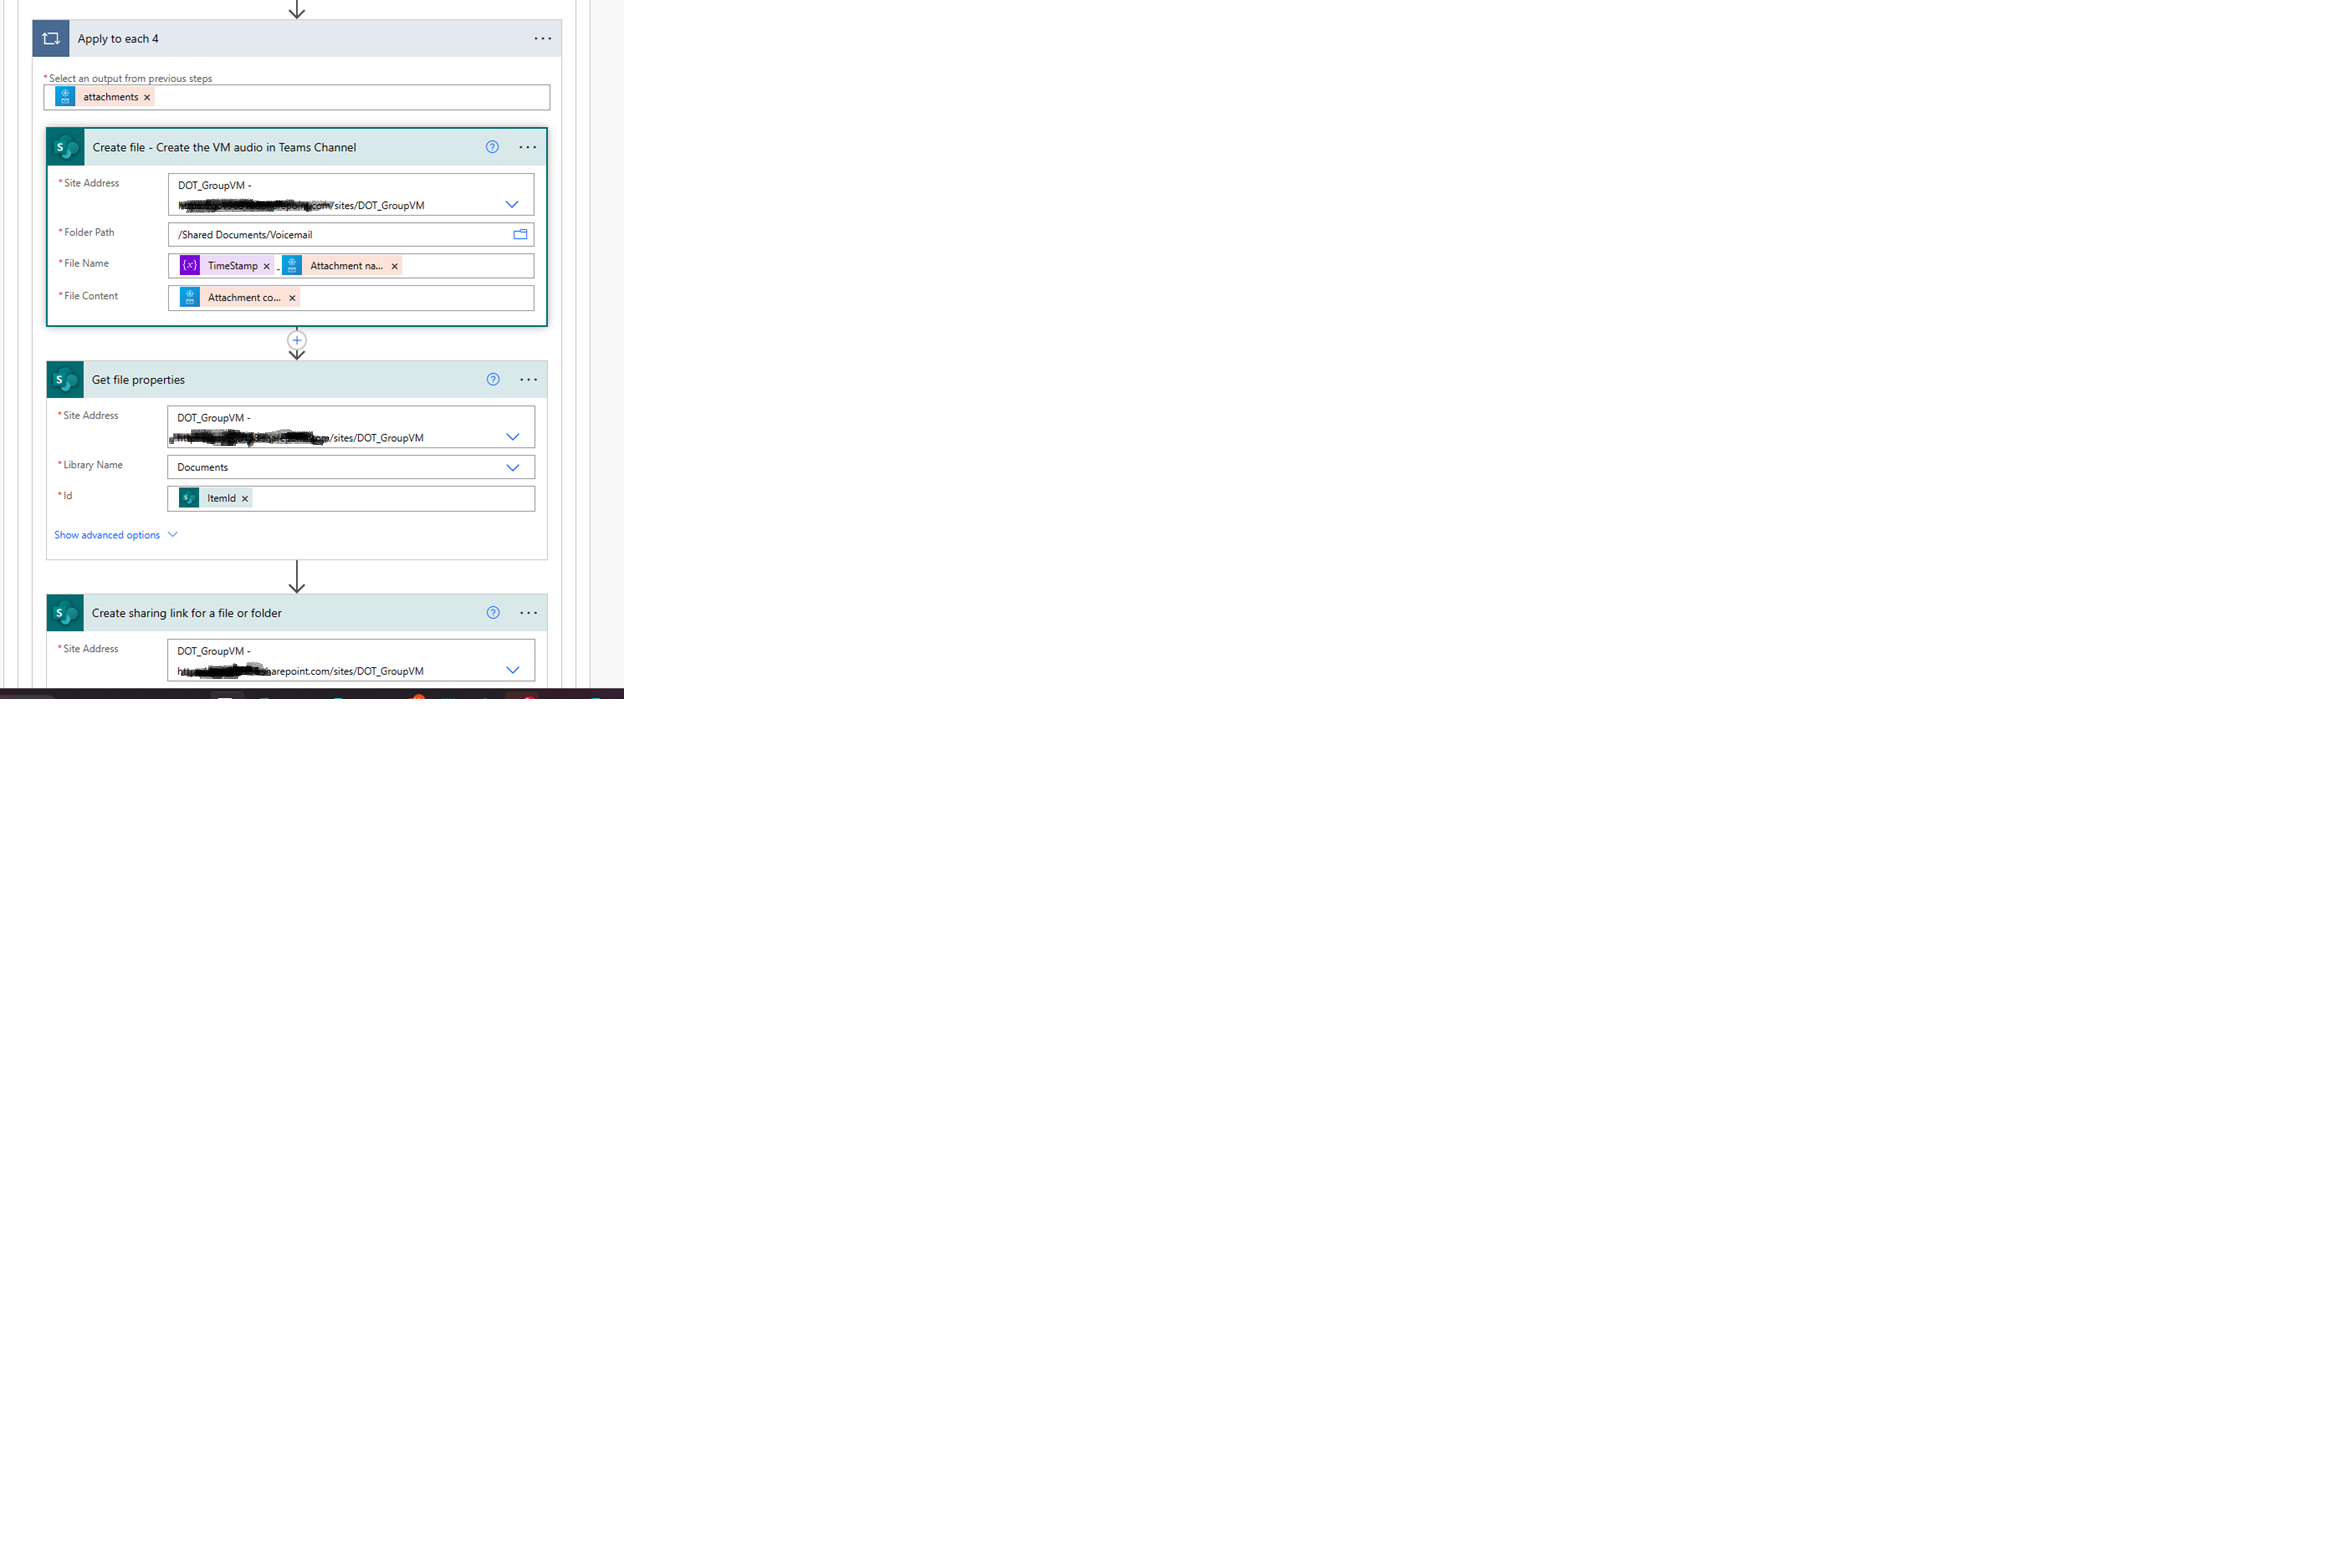 Apply to each 4
* Select an output from previous steps
attachments ×
Create file - Create the VM audio in Teams Channel
* Site Address
DOT_GroupVM -
/sites/DOT_GroupVM
* Folder Path
/Shared Documents/Voicemail
* File Name
{x} TimeStamp × - Attachment na... ×
* File Content
Attachment co... ×
Get file properties
* Site Address
DOT_GroupVM -
/sites/DOT_GroupVM
* Library Name
Documents
* Id
ItemId ×
Show advanced options
Create sharing link for a file or folder
* Site Address
DOT_GroupVM -
arepoint.com/sites/DOT_GroupVM